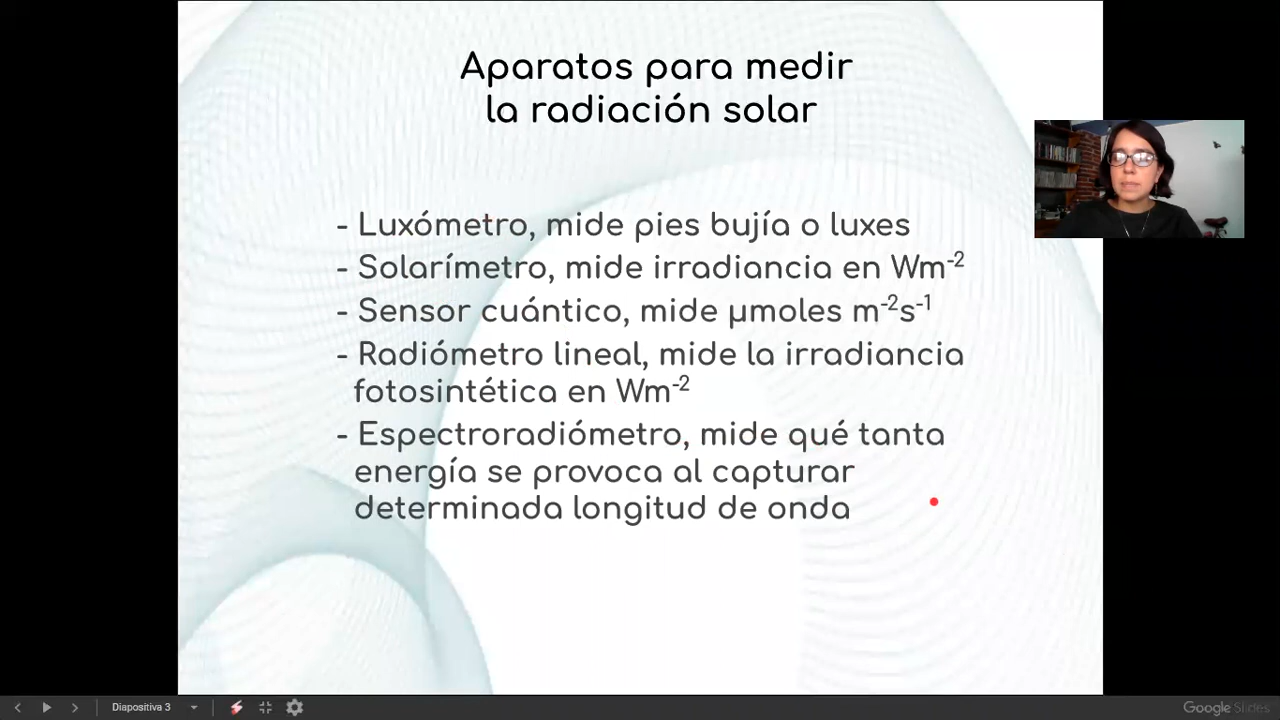 Aparatos para medir
la radiación solar
- Luxómetro, mide pies bujía o luxes
- Solarímetro, mide irradiancia en Wm⁻²
- Sensor cuántico, mide µmoles m⁻²s⁻¹
- Radiómetro lineal, mide la irradiancia
fotosintética en Wm⁻²
- Espectroradiómetro, mide qué tanta
energía se provoca al capturar
determinada longitud de onda
Diapositiva 3
Google Slides